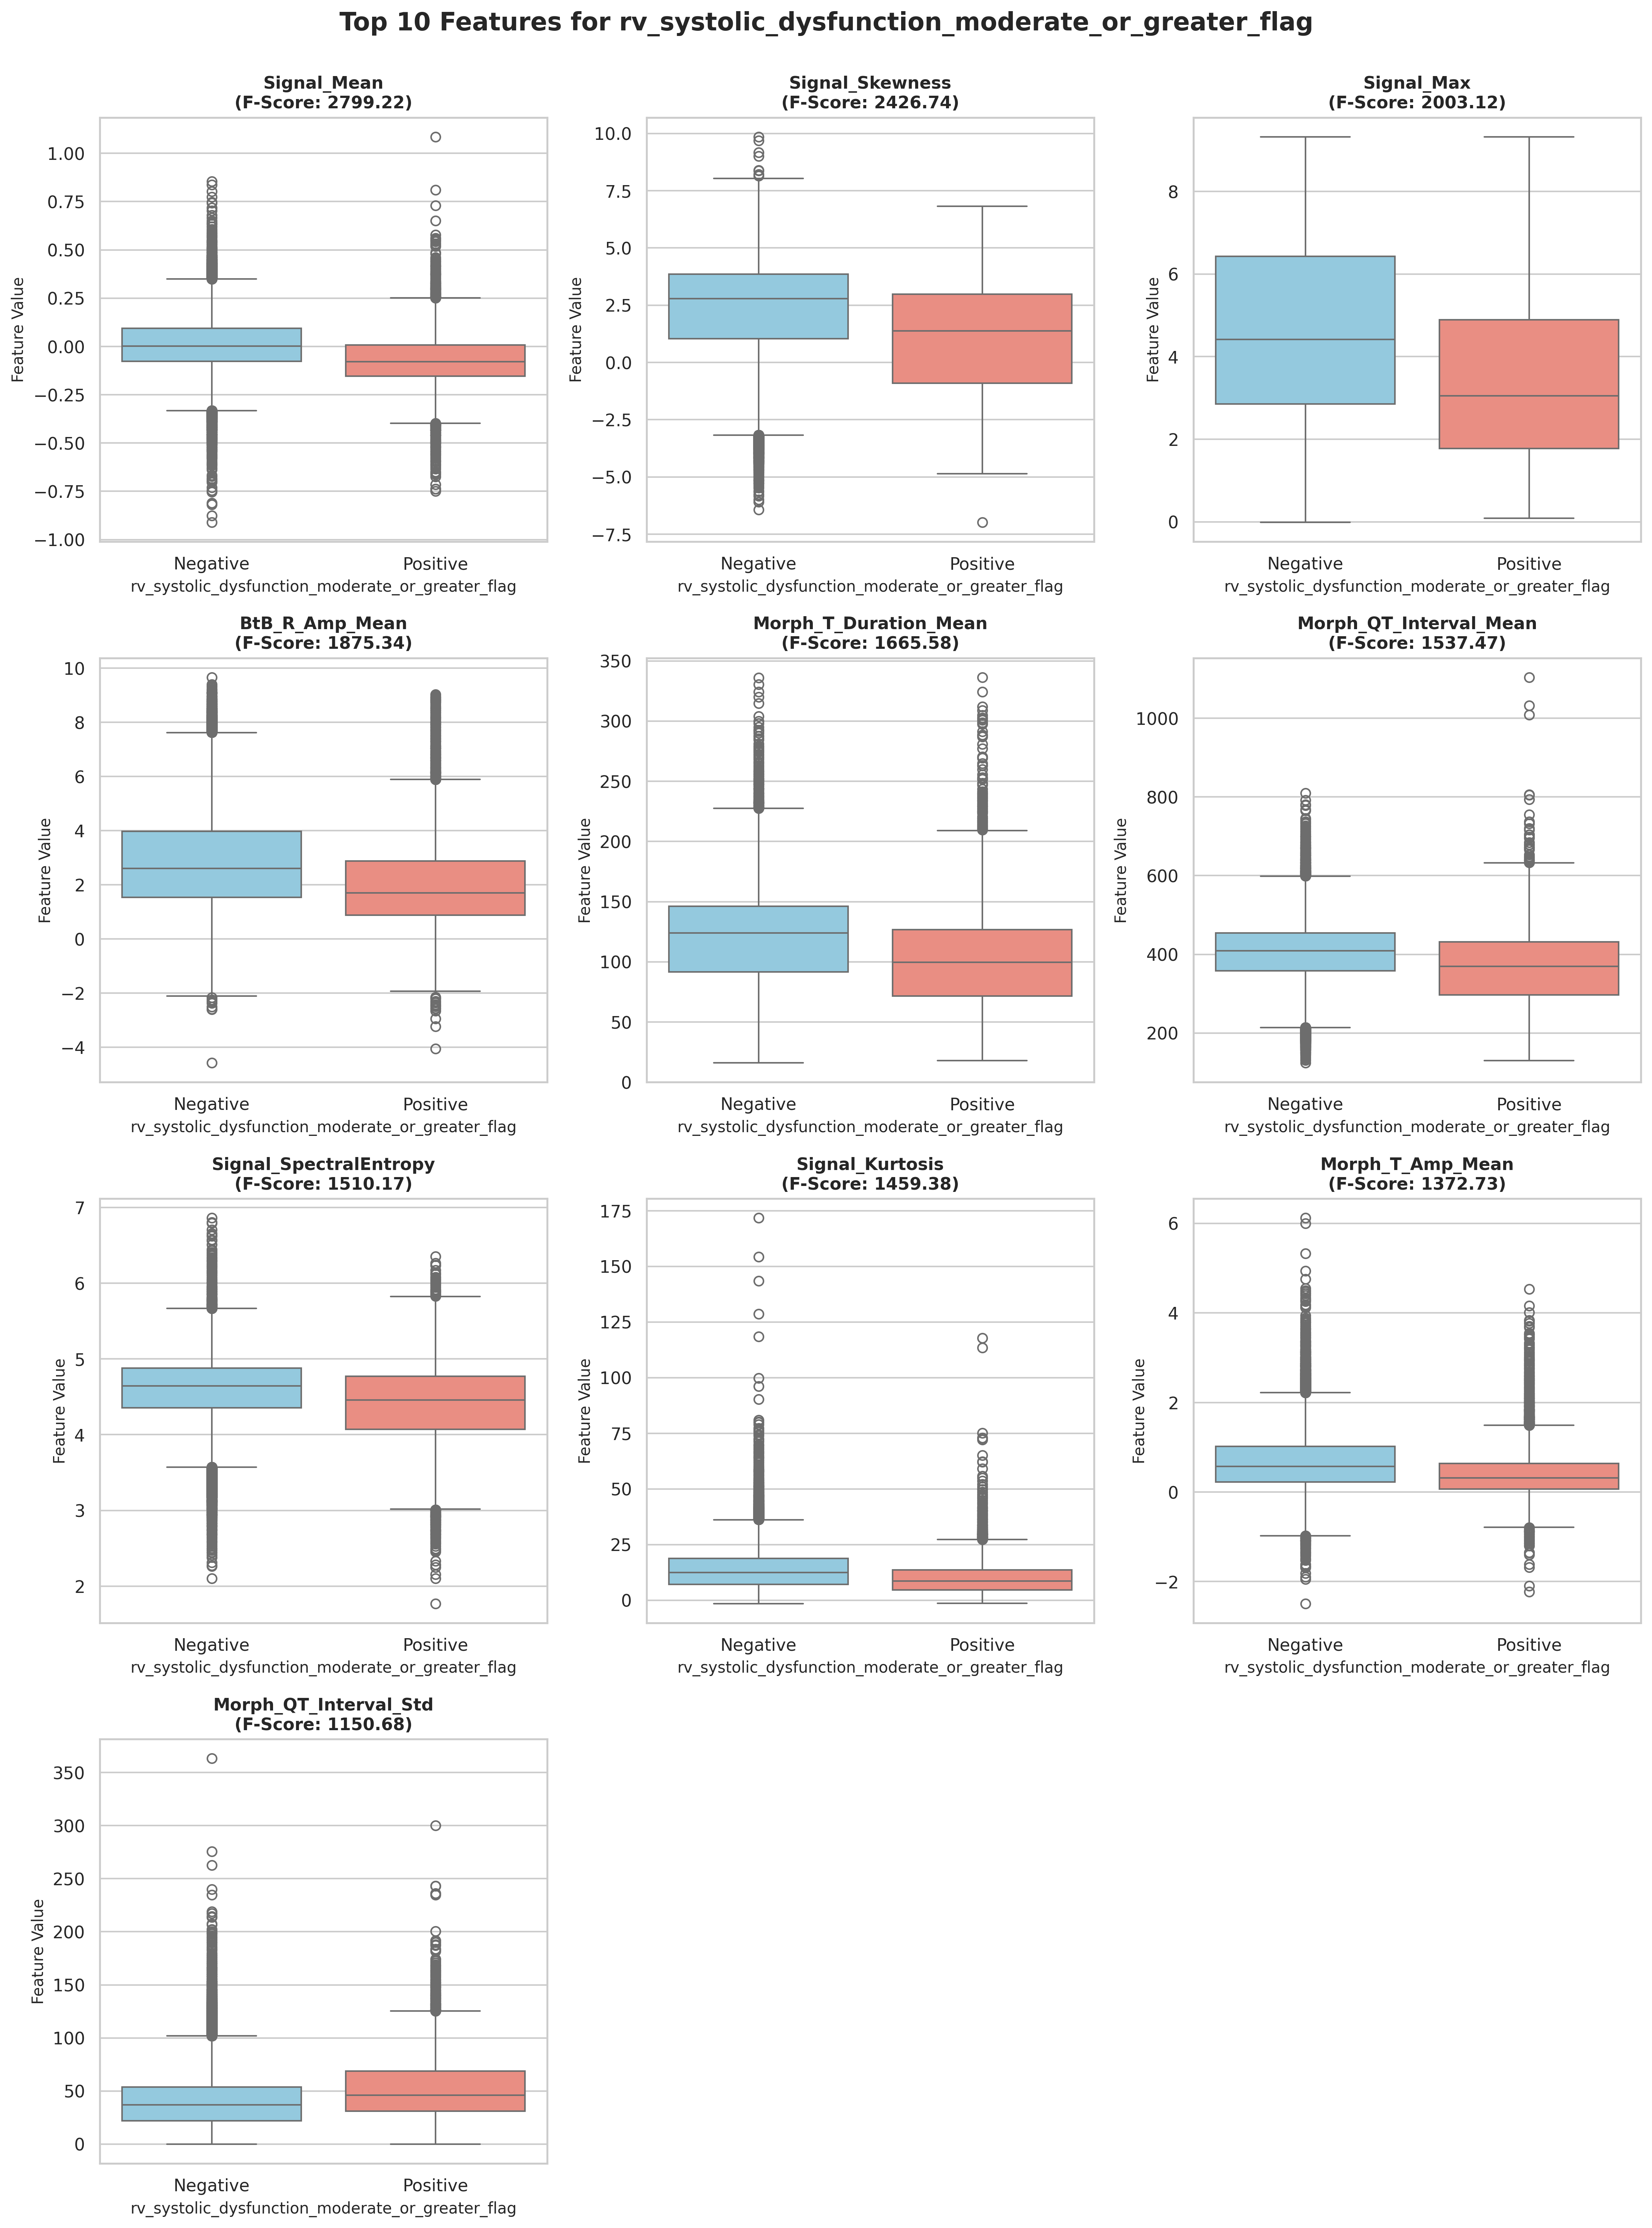 Top 10 Features for rv_systolic_dysfunction_moderate_or_greater_flag
Signal_Mean
(F-Score: 2799.22)
Feature Value
1.00
0.75
0.50
0.25
0.00
−0.25
−0.50
−0.75
−1.00
Negative
Positive
rv_systolic_dysfunction_moderate_or_greater_flag
Signal_Skewness
(F-Score: 2426.74)
Feature Value
10.0
7.5
5.0
2.5
0.0
−2.5
−5.0
−7.5
Negative
Positive
rv_systolic_dysfunction_moderate_or_greater_flag
Signal_Max
(F-Score: 2003.12)
Feature Value
8
6
4
2
0
Negative
Positive
rv_systolic_dysfunction_moderate_or_greater_flag
BtB_R_Amp_Mean
(F-Score: 1875.34)
Feature Value
10
8
6
4
2
0
−2
−4
Negative
Positive
rv_systolic_dysfunction_moderate_or_greater_flag
Morph_T_Duration_Mean
(F-Score: 1665.58)
Feature Value
350
300
250
200
150
100
50
0
Negative
Positive
rv_systolic_dysfunction_moderate_or_greater_flag
Morph_QT_Interval_Mean
(F-Score: 1537.47)
Feature Value
1000
800
600
400
200
Negative
Positive
rv_systolic_dysfunction_moderate_or_greater_flag
Signal_SpectralEntropy
(F-Score: 1510.17)
Feature Value
7
6
5
4
3
2
Negative
Positive
rv_systolic_dysfunction_moderate_or_greater_flag
Signal_Kurtosis
(F-Score: 1459.38)
Feature Value
175
150
125
100
75
50
25
0
Negative
Positive
rv_systolic_dysfunction_moderate_or_greater_flag
Morph_T_Amp_Mean
(F-Score: 1372.73)
Feature Value
6
4
2
0
−2
Negative
Positive
rv_systolic_dysfunction_moderate_or_greater_flag
Morph_QT_Interval_Std
(F-Score: 1150.68)
Feature Value
350
300
250
200
150
100
50
0
Negative
Positive
rv_systolic_dysfunction_moderate_or_greater_flag